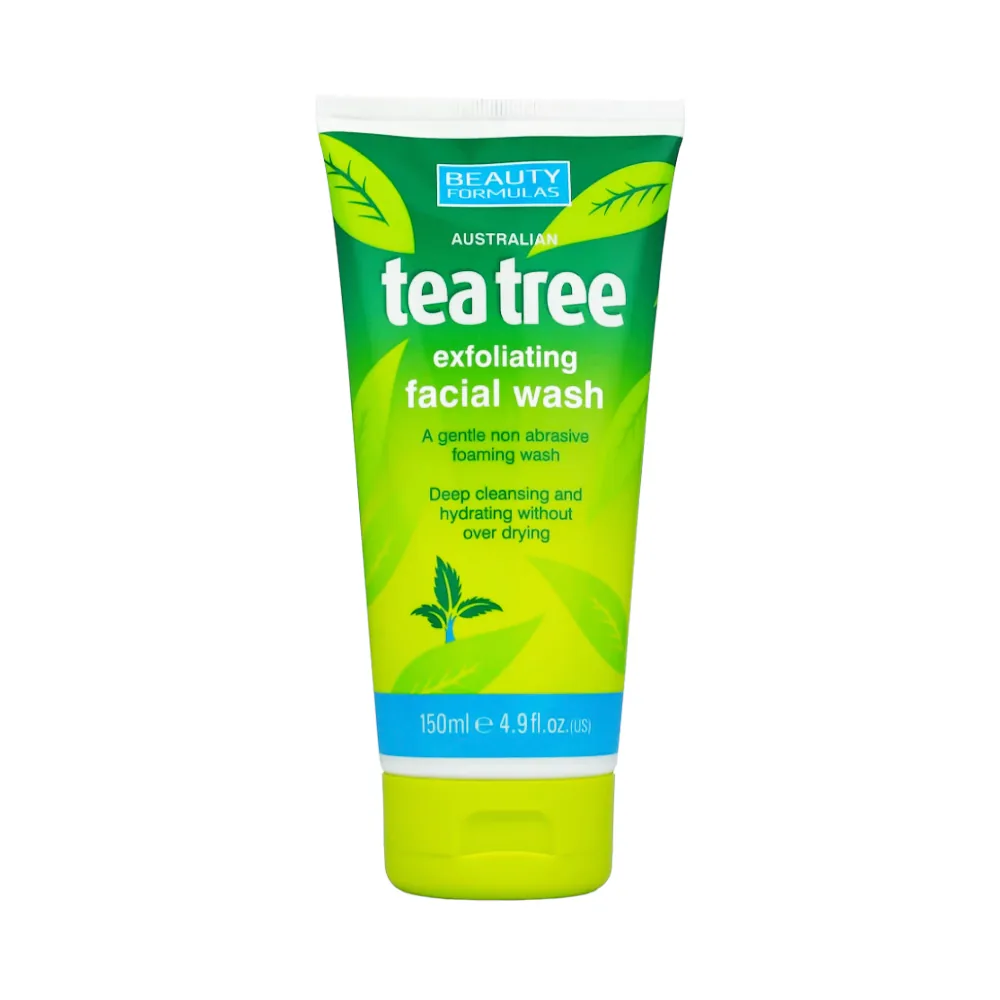 BEAUTY
FORMULAS
AUSTRALIAN
tea tree
exfoliating
facial wash
A gentle non abrasive
foaming wash
Deep cleansing and
hydrating without
over drying
150ml ℮ 4.9fl.oz.(US)